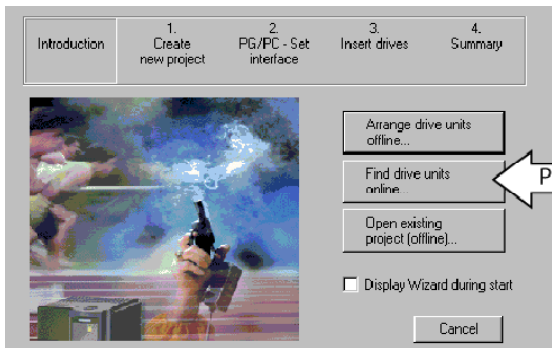 Introduction
1.
Create
new project
2.
PG/PC - Set
interface
3.
Insert drives
4.
Summary
Arrange drive units
offline...
Find drive units
online...
P
Open existing
project (offline)...
Display Wizard during start
Cancel